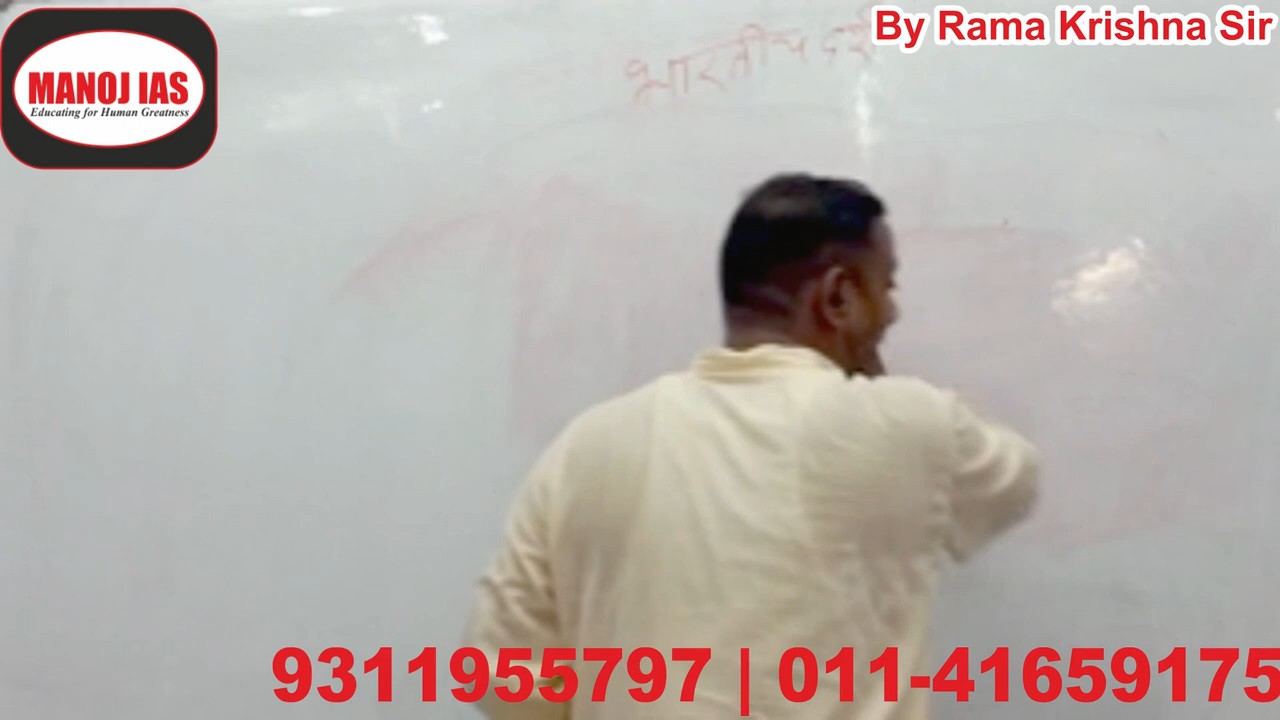 By Rama Krishna Sir
MANOJ IAS
Educating for Human Greatness
भारतीय
9311955797 | 011-41659175